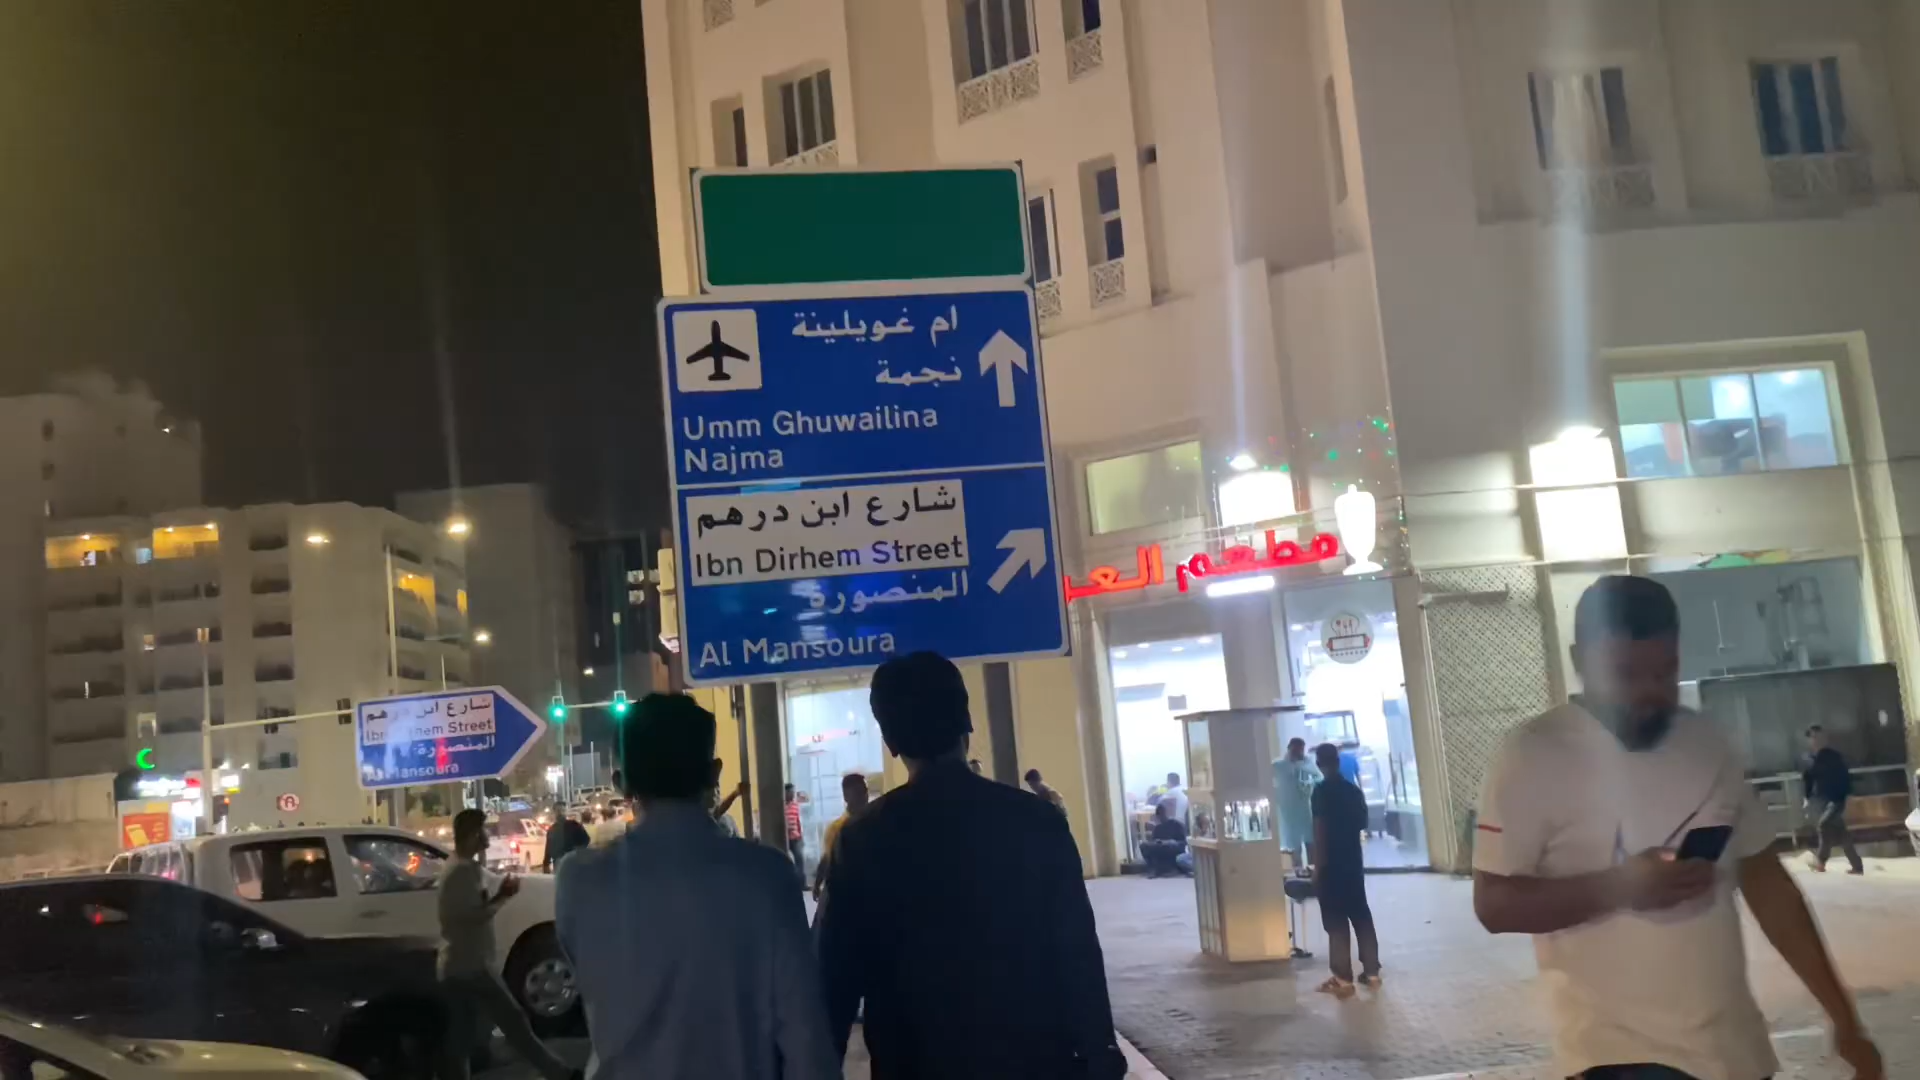 ام غويلينة
نجمة
Umm Ghuwailina
Najma
شارع ابن درهم
Ibn Dirhem Street
المنصورة
Al Mansoura
مطعم
شارع ابن درهم
Street
المنصورة
Al Mansoura